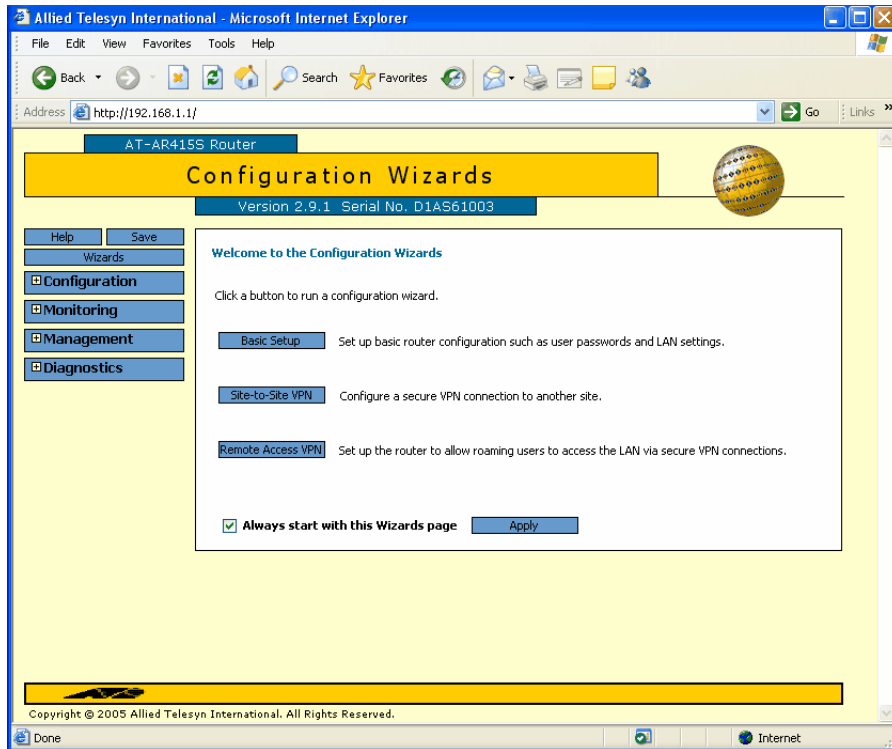 Allied Telesyn International - Microsoft Internet Explorer
File Edit View Favorites Tools Help
Back Search Favorites
Address http://192.168.1.1/ Go Links »
AT-AR415S Router
Configuration Wizards
Version 2.9.1 Serial No. D1AS61003
Help Save
Wizards
Configuration
Monitoring
Management
Diagnostics
Welcome to the Configuration Wizards
Click a button to run a configuration wizard.
Basic Setup Set up basic router configuration such as user passwords and LAN settings.
Site-to-Site VPN Configure a secure VPN connection to another site.
Remote Access VPN Set up the router to allow roaming users to access the LAN via secure VPN connections.
Always start with this Wizards page Apply
Copyright © 2005 Allied Telesyn International. All Rights Reserved.
Done Internet